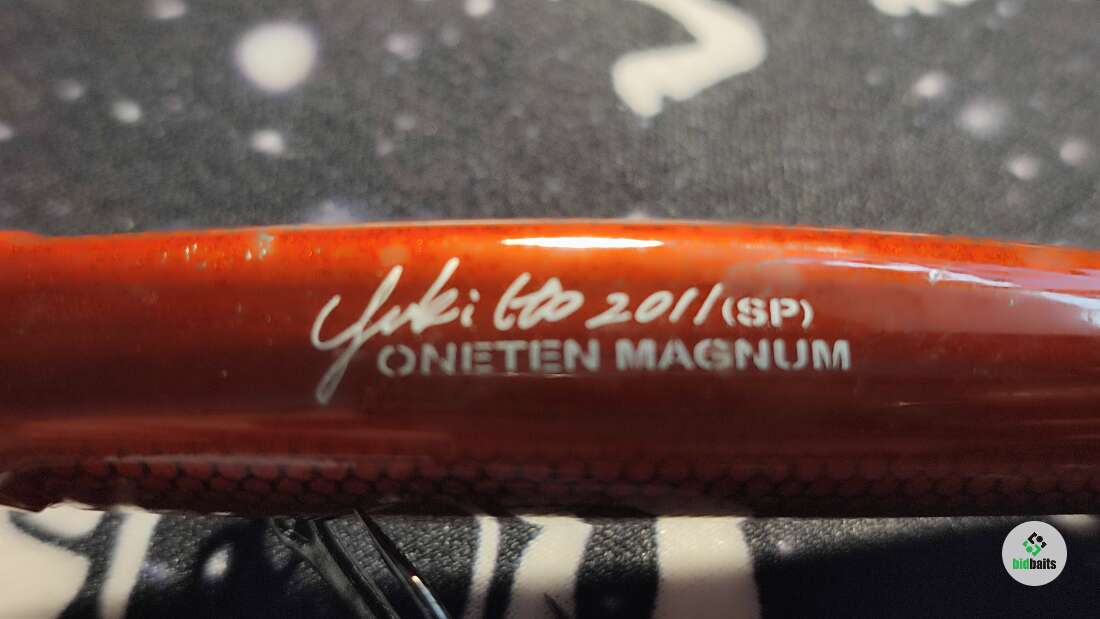 Yuki Ito 2011 (SP)
ONETEN MAGNUM
bidbaits